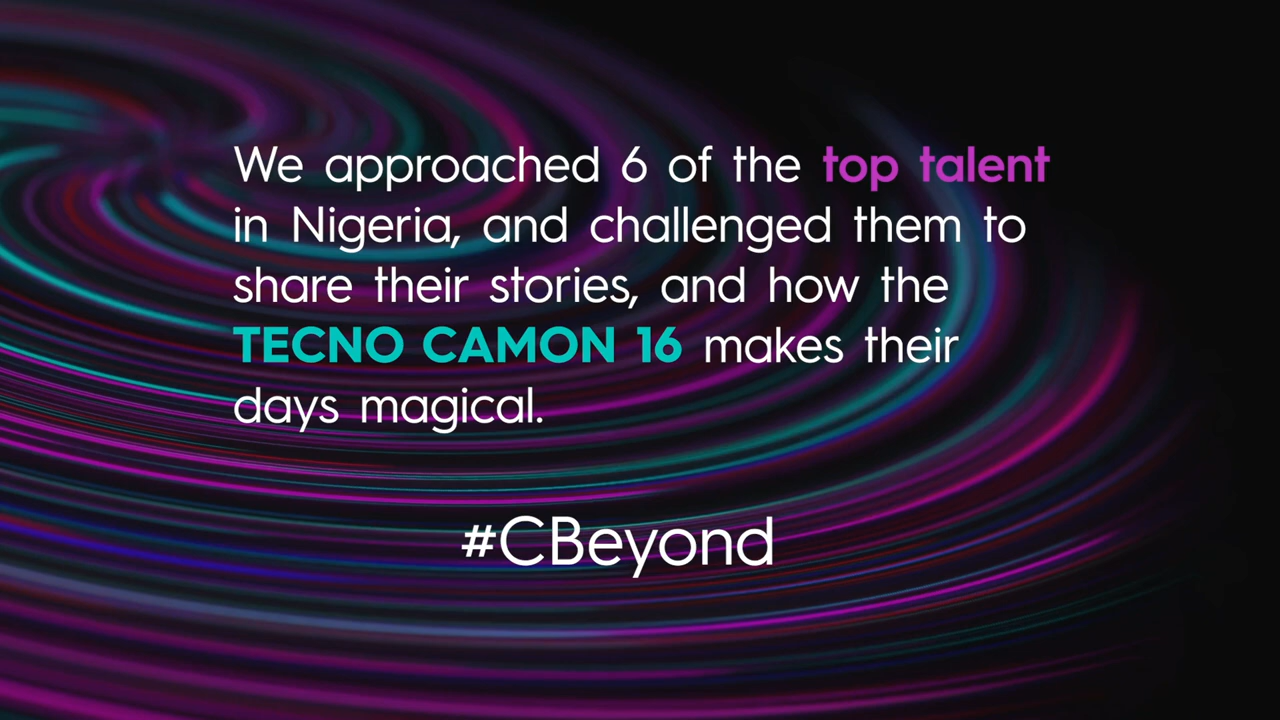 We approached 6 of the top talent
in Nigeria, and challenged them to
share their stories, and how the
TECNO CAMON 16 makes their
days magical.
#CBeyond